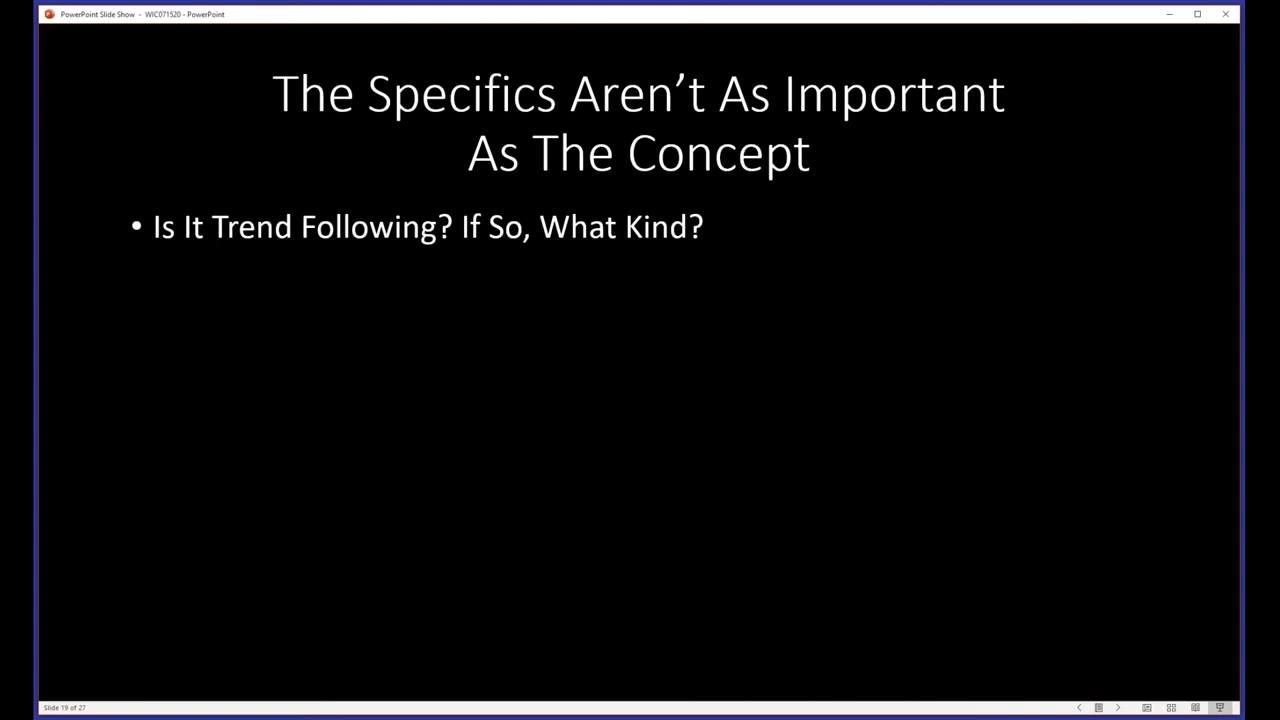 PowerPoint Slide Show - WIC071520 - PowerPoint
The Specifics Aren’t As Important
As The Concept
• Is It Trend Following? If So, What Kind?
Slide 19 of 27